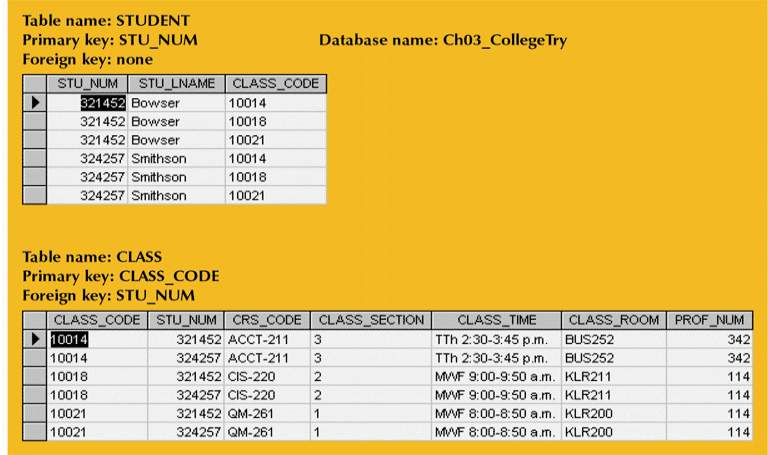 Table name: STUDENT
Primary key: STU_NUM Database name: Ch03_CollegeTry
Foreign key: none
STU_NUM STU_LNAME CLASS_CODE
321452 Bowser 10014
321452 Bowser 10018
321452 Bowser 10021
324257 Smithson 10014
324257 Smithson 10018
324257 Smithson 10021
Table name: CLASS
Primary key: CLASS_CODE
Foreign key: STU_NUM
CLASS_CODE STU_NUM CRS_CODE CLASS_SECTION CLASS_TIME CLASS_ROOM PROF_NUM
10014 321452 ACCT-211 3 TTh 2:30-3:45 p.m. BUS252 342
10014 324257 ACCT-211 3 TTh 2:30-3:45 p.m. BUS252 342
10018 321452 CIS-220 2 MWF 9:00-9:50 a.m. KLR211 114
10018 324257 CIS-220 2 MWF 9:00-9:50 a.m. KLR211 114
10021 321452 QM-261 1 MWF 8:00-8:50 a.m. KLR200 114
10021 324257 QM-261 1 MWF 8:00-8:50 a.m. KLR200 114